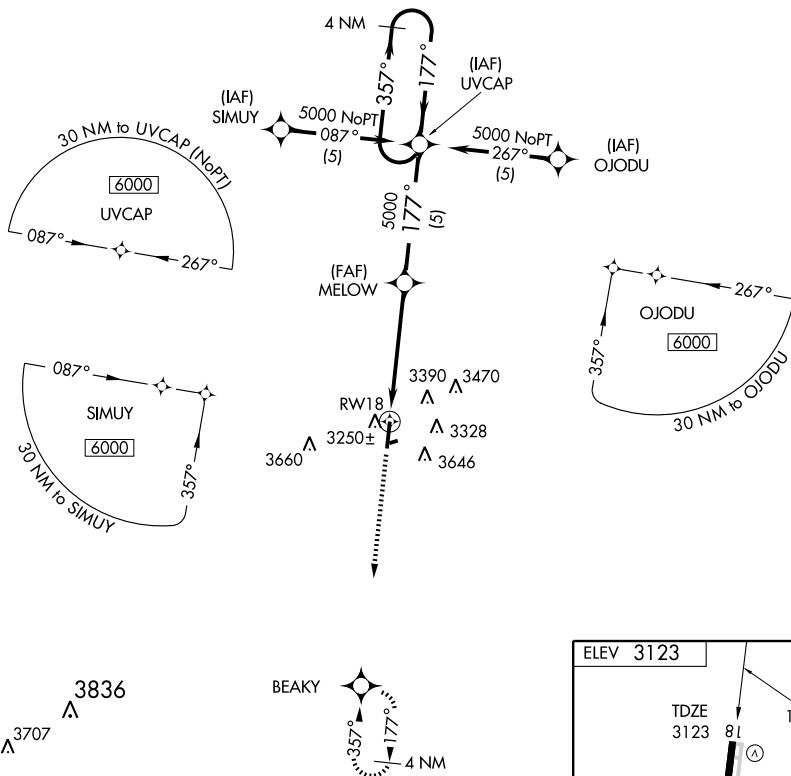 4 NM
357°
177°
(IAF)
UVCAP
(IAF)
SIMUY
5000 NoPT
087°
(5)
5000 NoPT
267°
(5)
(IAF)
OJODU
30 NM to UVCAP (NoPT)
6000
UVCAP
087°
267°
5000
177°
(5)
(FAF)
MELOW
267°
OJODU
6000
357°
30 NM to OJODU
087°
SIMUY
6000
357°
30 NM to SIMUY
3390
3470
RW18
3250±
3328
3660
3646
BEAKY
357°
177°
4 NM
3836
3707
ELEV 3123
TDZE
3123
18
1
V